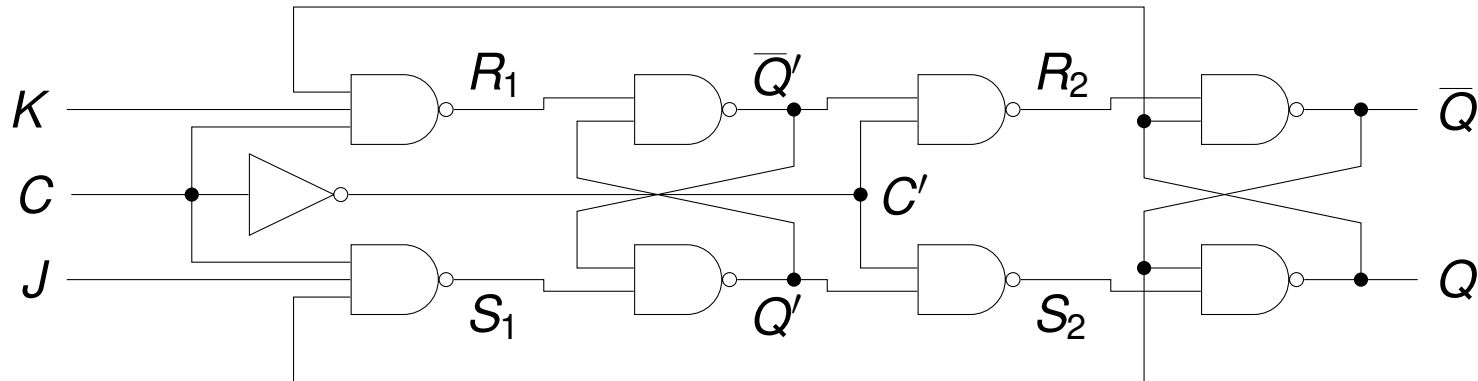 R₁ Q̅′ R₂
K Q̅
C C′
J Q
S₁ Q′ S₂